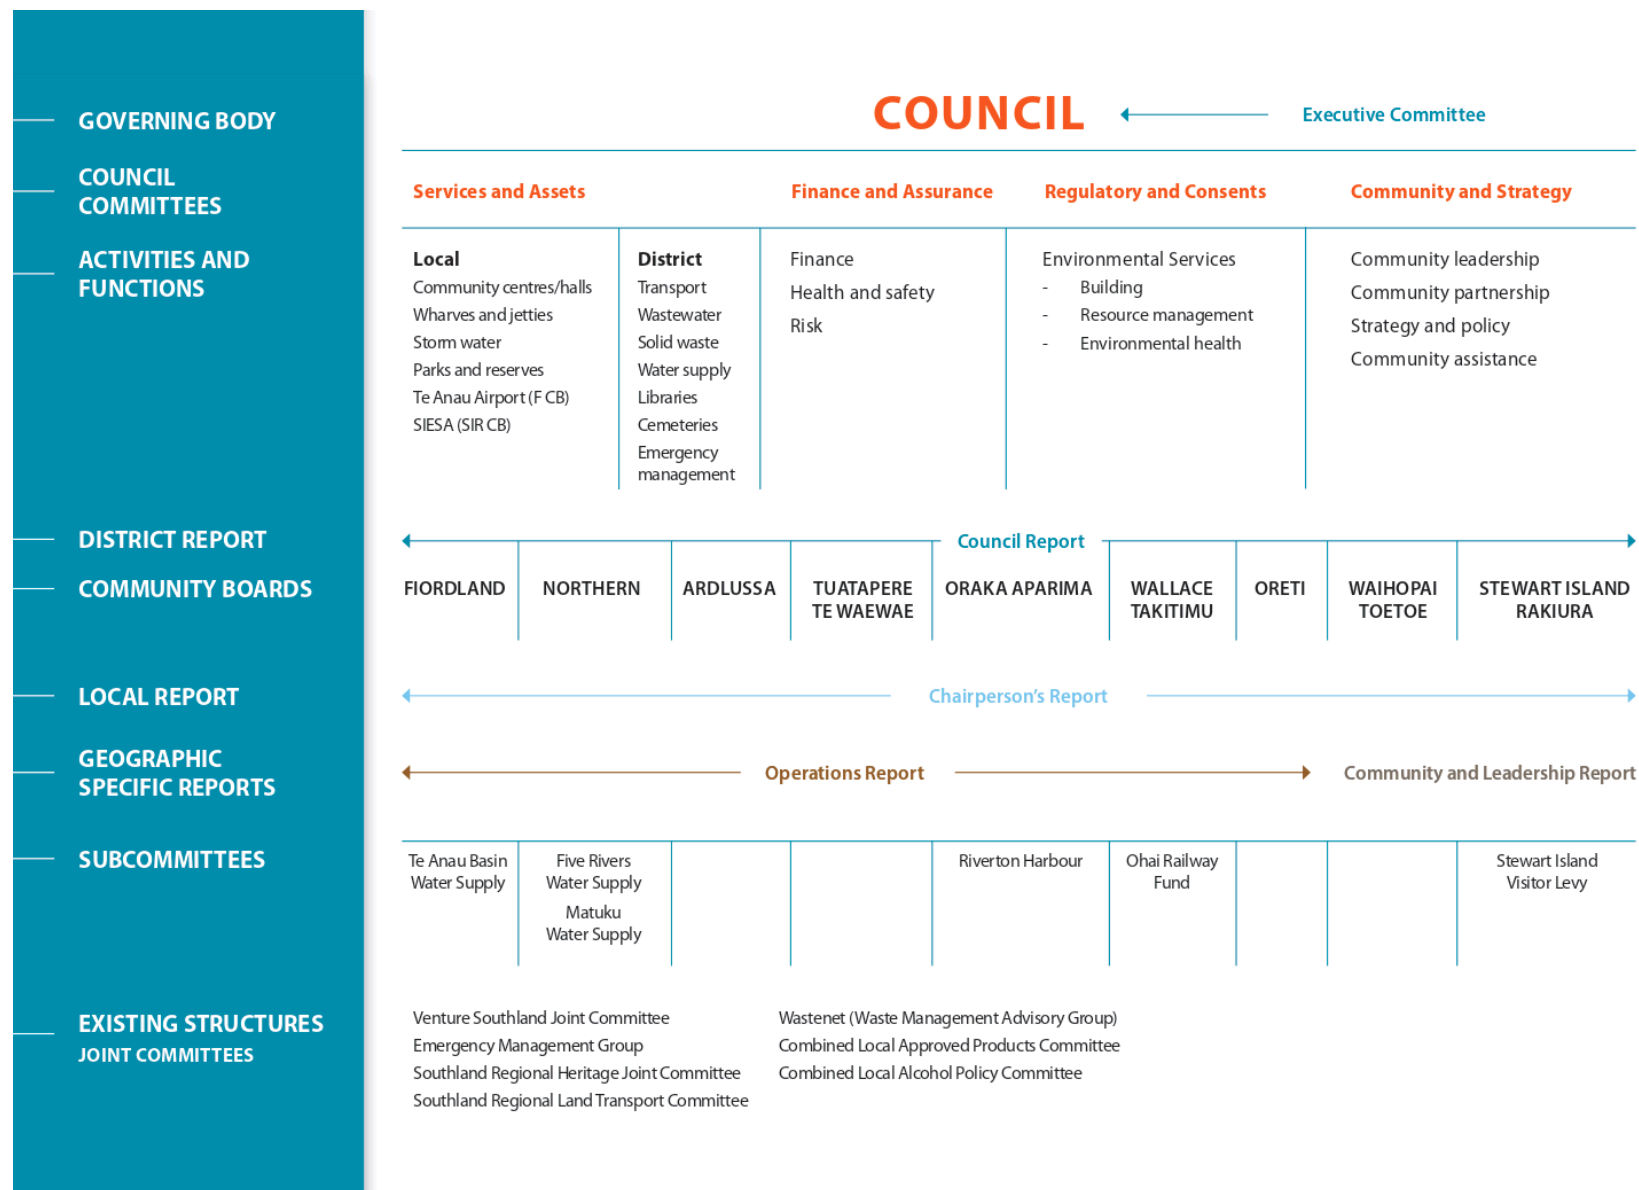 GOVERNING BODY
COUNCIL
Executive Committee
COUNCIL
COMMITTEES
Services and Assets
Finance and Assurance
Regulatory and Consents
Community and Strategy
ACTIVITIES AND
FUNCTIONS
Local
Community centres/halls
Wharves and jetties
Storm water
Parks and reserves
Te Anau Airport (F CB)
SIESA (SIR CB)
District
Transport
Wastewater
Solid waste
Water supply
Libraries
Cemeteries
Emergency
management
Finance
Health and safety
Risk
Environmental Services
- Building
- Resource management
- Environmental health
Community leadership
Community partnership
Strategy and policy
Community assistance
DISTRICT REPORT
Council Report
COMMUNITY BOARDS
FIORDLAND
NORTHERN
ARDLUSSA
TUATAPERE
TE WAEWAE
ORAKA APARIMA
WALLACE
TAKITIMU
ORETI
WAIHOPAI
TOETOE
STEWART ISLAND
RAKIURA
LOCAL REPORT
Chairperson's Report
GEOGRAPHIC
SPECIFIC REPORTS
Operations Report
Community and Leadership Report
SUBCOMMITTEES
Te Anau Basin
Water Supply
Five Rivers
Water Supply
Matuku
Water Supply
Riverton Harbour
Ohai Railway
Fund
Stewart Island
Visitor Levy
EXISTING STRUCTURES
JOINT COMMITTEES
Venture Southland Joint Committee
Emergency Management Group
Southland Regional Heritage Joint Committee
Southland Regional Land Transport Committee
Wastenet (Waste Management Advisory Group)
Combined Local Approved Products Committee
Combined Local Alcohol Policy Committee